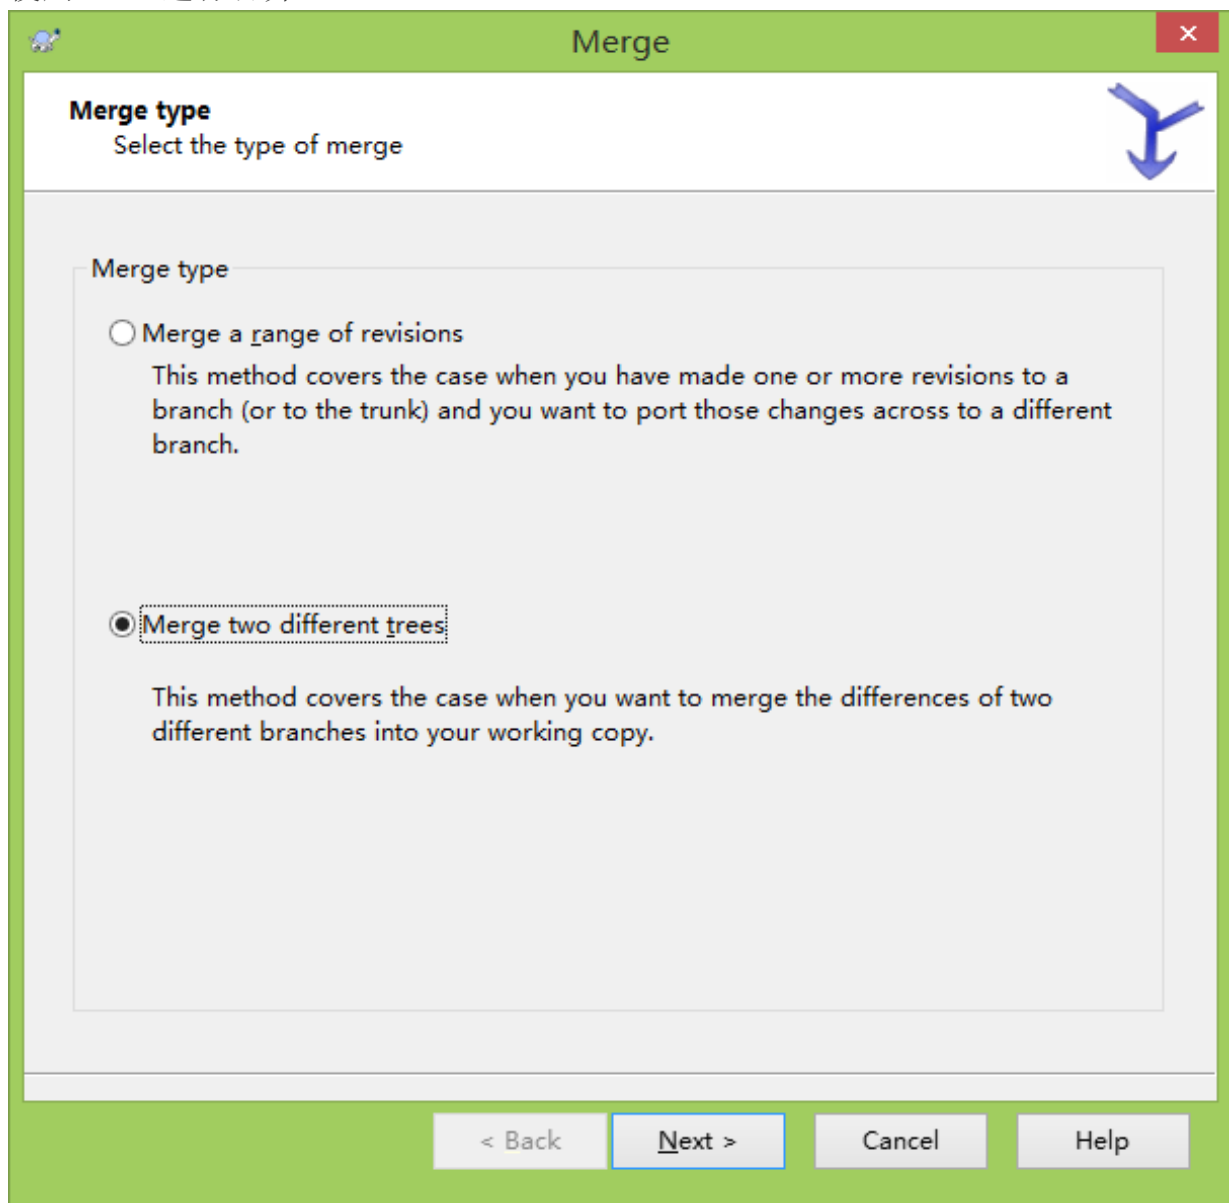 Merge
Merge type
Select the type of merge
Merge type
Merge a range of revisions
This method covers the case when you have made one or more revisions to a
branch (or to the trunk) and you want to port those changes across to a different
branch.
Merge two different trees
This method covers the case when you want to merge the differences of two
different branches into your working copy.
< Back
Next >
Cancel
Help